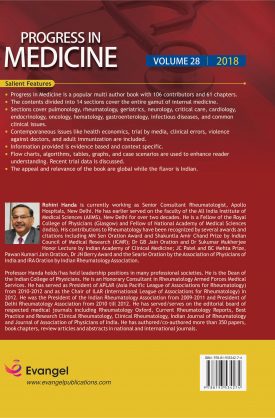 PROGRESS IN
MEDICINE
VOLUME 28 | 2018
Salient Features
• Progress in Medicine is a popular multi author book with 106 contributors and 61 chapters.
• The contents divided into 14 sections cover the entire gamut of internal medicine.
• Sections cover pulmonary, rheumatology, geriatrics, neurology, critical care, cardiology,
endocrinology, oncology, hematology, gastroenterology, infectious diseases, and common
clinical issues.
• Contemporaneous issues like health economics, trial by media, clinical errors, violence
against doctors, and adult immunization are included.
• Information provided is evidence based and context specific.
• Flow charts, algorithms, tables, graphs, and case scenarios are used to enhance reader
understanding. Recent trial data is discussed.
• The appeal and relevance of the book are global while the flavor is Indian.
Rohini Handa is currently working as Senior Consultant Rheumatologist, Apollo
Hospitals, New Delhi. He has earlier served on the faculty of the All India Institute of
Medical Sciences (AIIMS), New Delhi for over two decades. He is a Fellow of the Royal
College of Physicians (Glasgow) and Fellow of National Academy of Medical Sciences
(India). His contributions to Rheumatology have been recognized by several awards and
citations including MN Sen Oration Award and Shakuntla Amir Chand Prize by Indian
Council of Medical Research (ICMR), Dr GB Jain Oration and Dr Sukumar Mukherjee
Honor Lecture by Indian Academy of Clinical Medicine; JC Patel and BC Mehta Prize,
Pawan Kumari Jain Oration, Dr JN Berry Award and the Searle Oration by the Association of Physicians of
India and IRA Oration by Indian Rheumatology Association.
Professor Handa has held leadership positions in many professional societies. He is the Dean of
the Indian College of Physicians. He is an Honorary Consultant in Rheumatology Armed Forces Medical
Services. He has served as President of APLAR (Asia Pacific League of Associations for Rheumatology)
from 2010-2012 and as the Chair of ILAR (International League of Associations for Rheumatology) in
2012. He was the President of the Indian Rheumatology Association from 2009-2011 and President of
Delhi Rheumatology Association from 2010 till 2012. He has served/serves on the editorial board of
respected medical journals including Rheumatology Oxford, Current Rheumatology Reports, Best
Practice and Research Clinical Rheumatology, Clinical Rheumatology, Indian Journal of Rheumatology
and Journal of Association of Physicians of India. He has authored/co-authored more than 350 papers,
book chapters, review articles and abstracts in national and international journals.
Evangel
www.evangelpublications.com